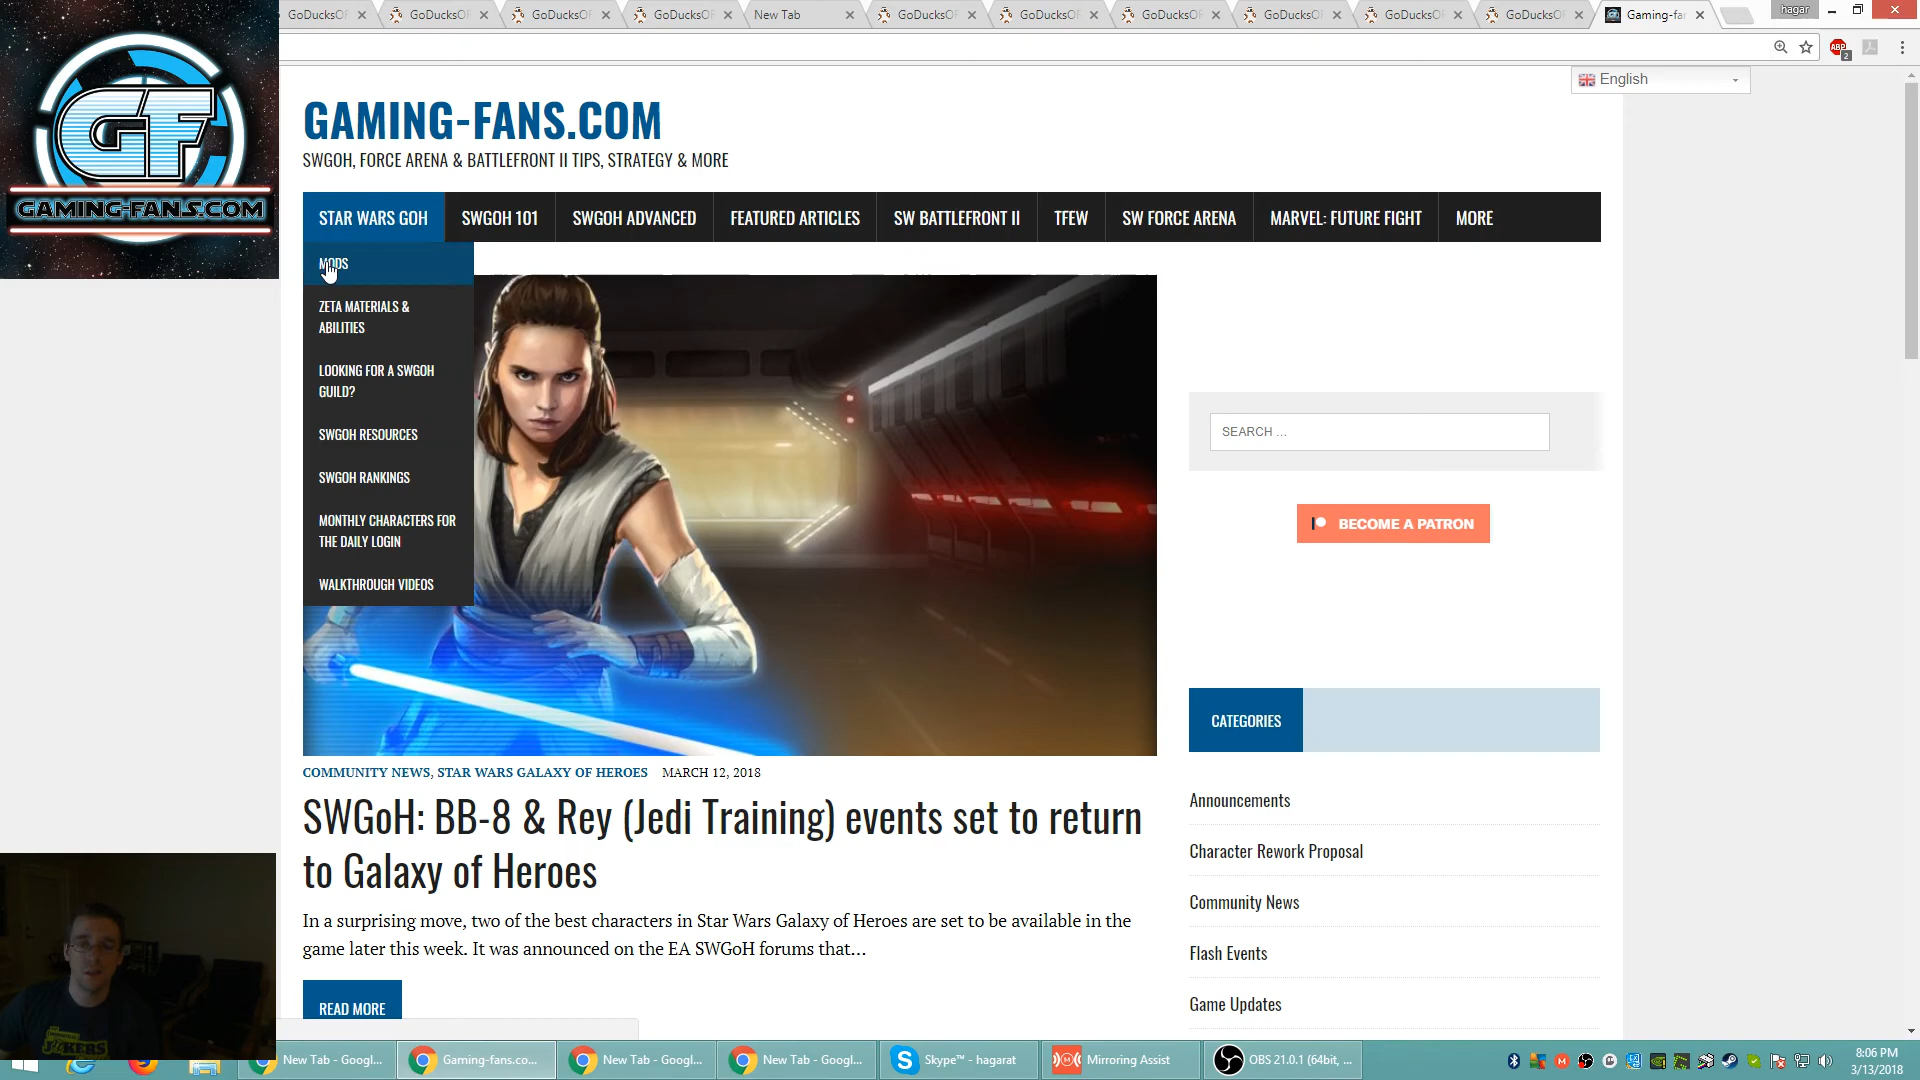 GoDucksOf
GoDucksOf
GoDucksOf
GoDucksOf
New Tab
GoDucksOf
GoDucksOf
GoDucksOf
GoDucksOf
GoDucksOf
GoDucksOf
Gaming-fan
hagar
ABP
2
English
GF
GAMING-FANS.COM
GAMING-FANS.COM
SWGOH, FORCE ARENA & BATTLEFRONT II TIPS, STRATEGY & MORE
STAR WARS GOH
SWGOH 101
SWGOH ADVANCED
FEATURED ARTICLES
SW BATTLEFRONT II
TFEW
SW FORCE ARENA
MARVEL: FUTURE FIGHT
MORE
MODS
ZETA MATERIALS &
ABILITIES
LOOKING FOR A SWGOH
GUILD?
SWGOH RESOURCES
SWGOH RANKINGS
MONTHLY CHARACTERS FOR
THE DAILY LOGIN
WALKTHROUGH VIDEOS
SEARCH ...
BECOME A PATRON
CATEGORIES
Announcements
Character Rework Proposal
Community News
Flash Events
Game Updates
COMMUNITY NEWS, STAR WARS GALAXY OF HEROES MARCH 12, 2018
SWGoH: BB-8 & Rey (Jedi Training) events set to return
to Galaxy of Heroes
In a surprising move, two of the best characters in Star Wars Galaxy of Heroes are set to be available in the
game later this week. It was announced on the EA SWGoH forums that...
READ MORE
JOKERS
New Tab - Googl...
Gaming-fans.co...
New Tab - Googl...
New Tab - Googl...
Skype™ - hagarat
Mirroring Assist
OBS 21.0.1 (64bit, ...
8:06 PM
3/13/2018